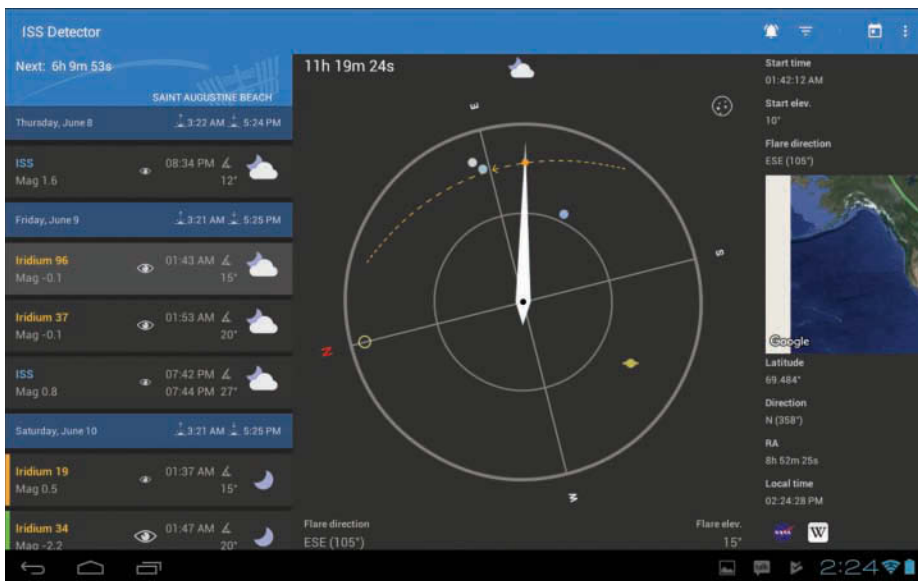 ISS Detector
Next: 6h 9m 53s
SAINT AUGUSTINE BEACH
Thursday, June 8 3:22 AM 5:24 PM
ISS 08:34 PM
Mag 1.6 12°
Friday, June 9 3:21 AM 5:25 PM
Iridium 96 01:43 AM
Mag -0.1 15°
Iridium 37 01:53 AM
Mag -0.1 20°
ISS 07:42 PM
Mag 0.8 07:44 PM 27°
Saturday, June 10 3:21 AM 5:25 PM
Iridium 19 01:37 AM
Mag 0.5 15°
Iridium 34 01:47 AM
Mag -2.2 20°
11h 19m 24s
E
S
N
W
Flare direction Flare elev.
ESE (105°) 15°
Start time
01:42:12 AM
Start elev.
10°
Flare direction
ESE (105°)
Google
Latitude
69.484°
Direction
N (358°)
RA
8h 52m 25s
Local time
02:24:28 PM
NASA W
2:24